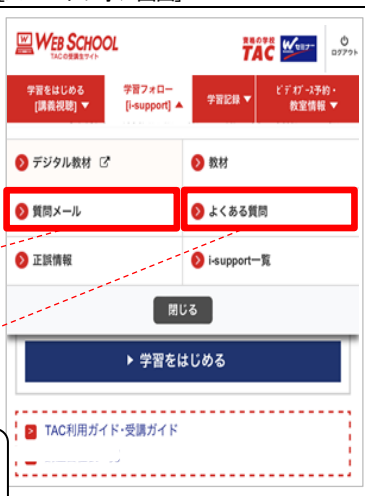 WEB SCHOOL
TACの受講生サイト
資格の学校
TAC Wセミナー
ログアウト
学習をはじめる
[講義視聴] ▼
学習フォロー
[i-support] ▲
学習記録 ▼
ビデオブース予約・
教室情報 ▼
デジタル教材
教材
質問メール
よくある質問
正誤情報
i-support一覧
閉じる
学習をはじめる
TAC利用ガイド・受講ガイド